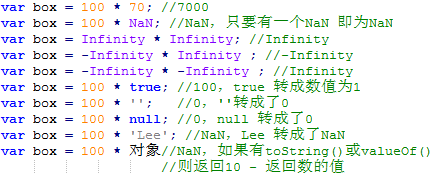 var box = 100 * 70; //7000
var box = 100 * NaN; //NaN，只要有一个NaN 即为NaN
var box = Infinity * Infinity; //Infinity
var box = -Infinity * Infinity ; //-Infinity
var box = -Infinity * -Infinity ; //Infinity
var box = 100 * true; //100，true 转成数值为1
var box = 100 * '';   //0，''转成了0
var box = 100 * null; //0，null 转成了0
var box = 100 * 'Lee'; //NaN，Lee 转成了NaN
var box = 100 * 对象//NaN，如果有toString()或valueOf()
//则返回10 - 返回数的值